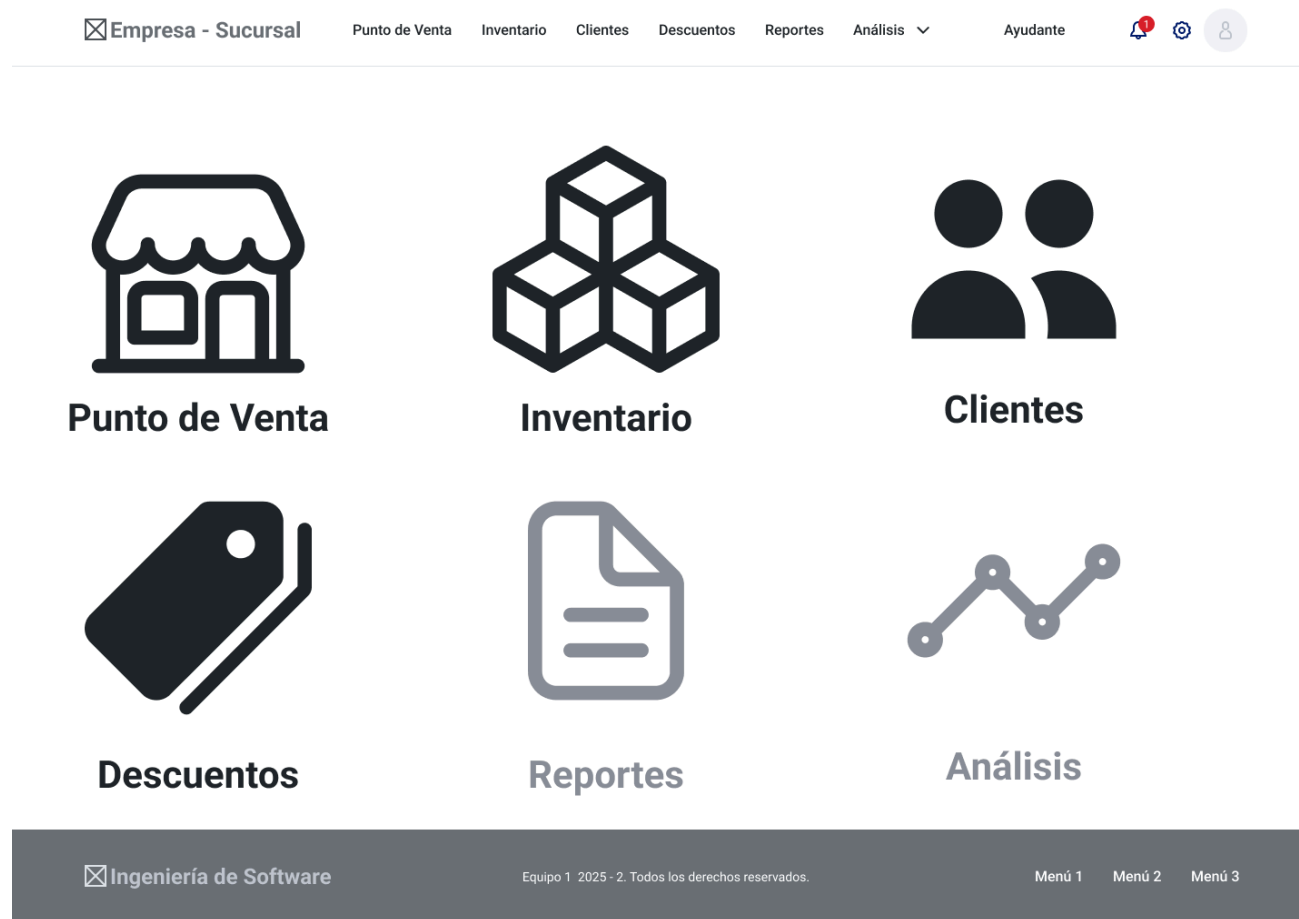 Empresa - Sucursal
Punto de Venta
Inventario
Clientes
Descuentos
Reportes
Análisis
Ayudante
1
Punto de Venta
Inventario
Clientes
Descuentos
Reportes
Análisis
Ingeniería de Software
Equipo 1 2025 - 2. Todos los derechos reservados.
Menú 1
Menú 2
Menú 3